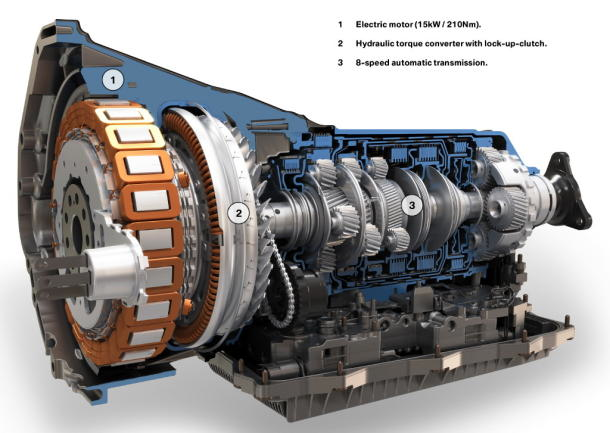 1 Electric motor (15kW / 210Nm).
2 Hydraulic torque converter with lock-up-clutch.
3 8-speed automatic transmission.
1
2
3